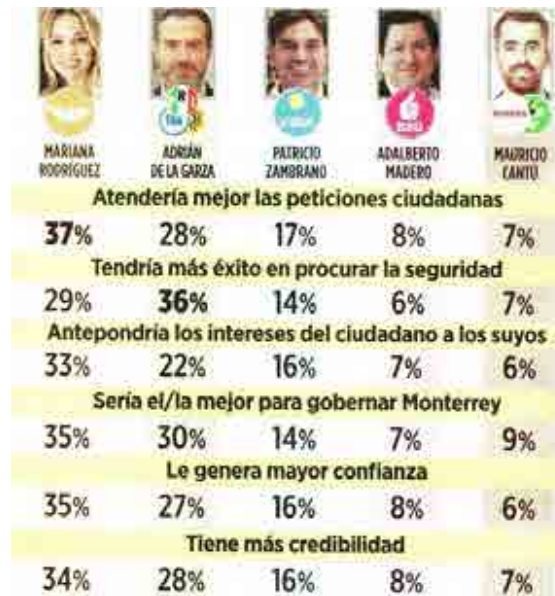 MARIANA
RODRÍGUEZ
ADRIÁN
DE LA GARZA
PATRICIO
ZAMBRANO
ADALBERTO
MADERO
MAURICIO
CANTÚ
Atendería mejor las peticiones ciudadanas
37% 28% 17% 8% 7%
Tendría más éxito en procurar la seguridad
29% 36% 14% 6% 7%
Antepondría los intereses del ciudadano a los suyos
33% 22% 16% 7% 6%
Sería el/la mejor para gobernar Monterrey
35% 30% 14% 7% 9%
Le genera mayor confianza
35% 27% 16% 8% 6%
Tiene más credibilidad
34% 28% 16% 8% 7%